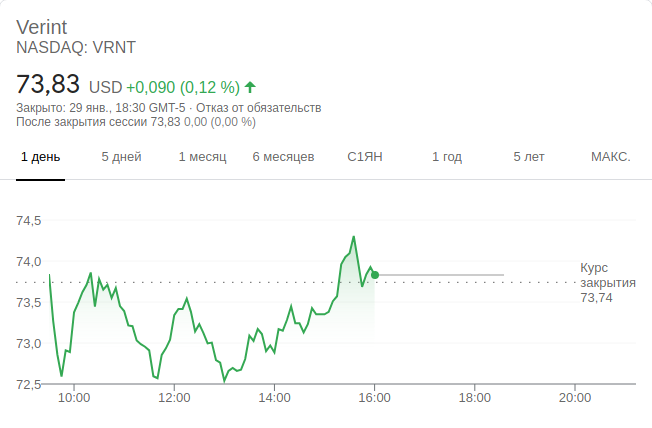 Verint
NASDAQ: VRNT
73,83 USD +0,090 (0,12 %)
Закрыто: 29 янв., 18:30 GMT-5 · Отказ от обязательств
После закрытия сессии 73,83 0,00 (0,00 %)
1 день 5 дней 1 месяц 6 месяцев С1ЯН 1 год 5 лет МАКС.
74,5
74,0
73,5
73,0
72,5
Курс
закрытия
73,74
10:00 12:00 14:00 16:00 18:00 20:00